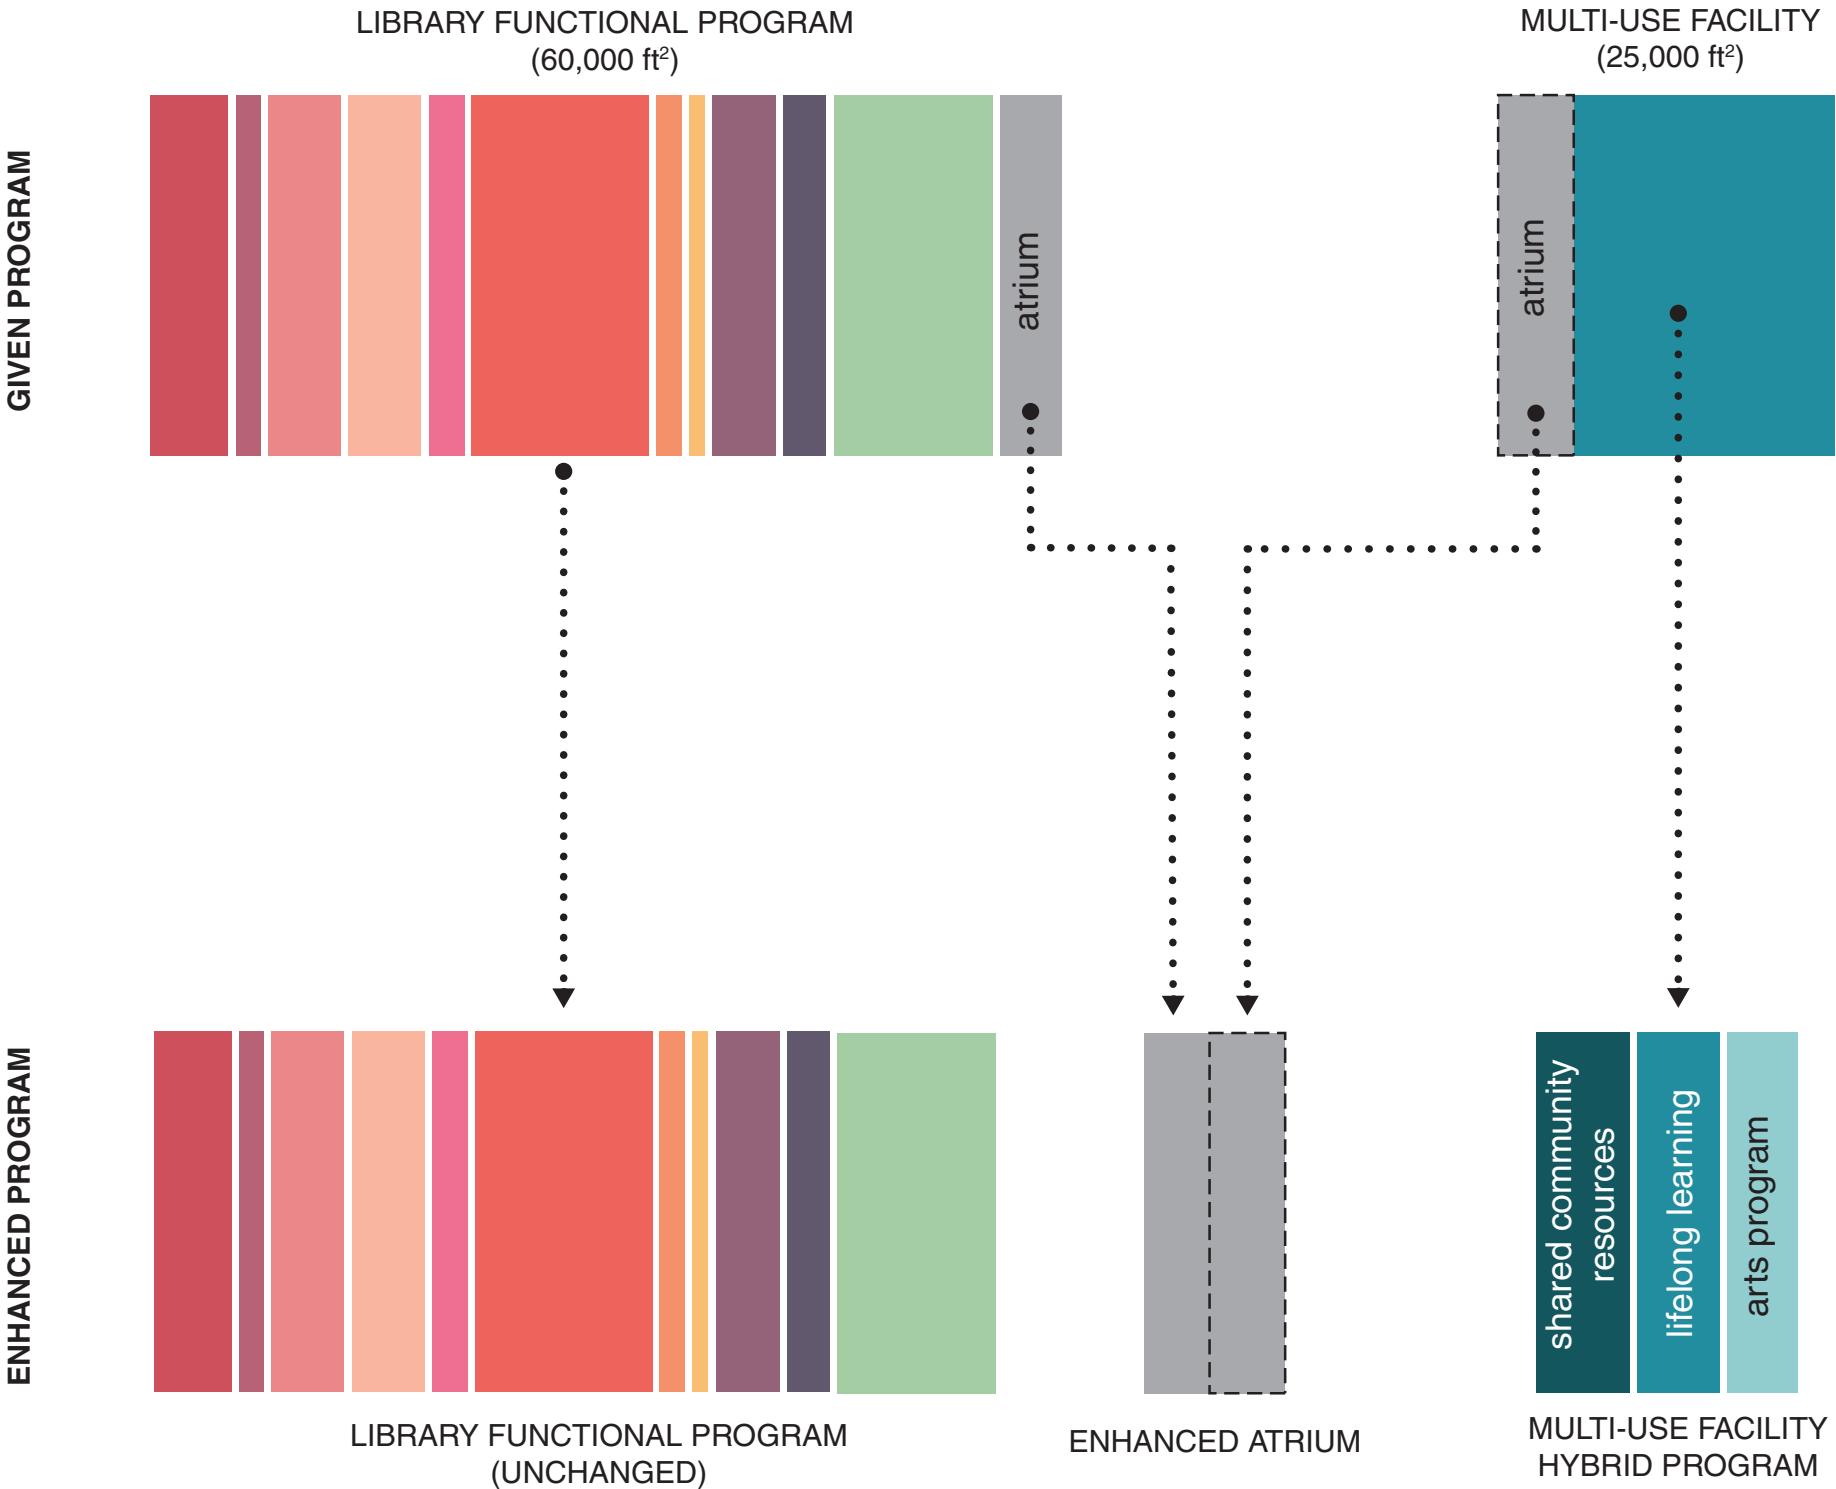 LIBRARY FUNCTIONAL PROGRAM
(60,000 ft²)
MULTI-USE FACILITY
(25,000 ft²)
GIVEN PROGRAM
atrium
atrium
ENHANCED PROGRAM
shared community
resources
lifelong learning
arts program
LIBRARY FUNCTIONAL PROGRAM
(UNCHANGED)
ENHANCED ATRIUM
MULTI-USE FACILITY
HYBRID PROGRAM